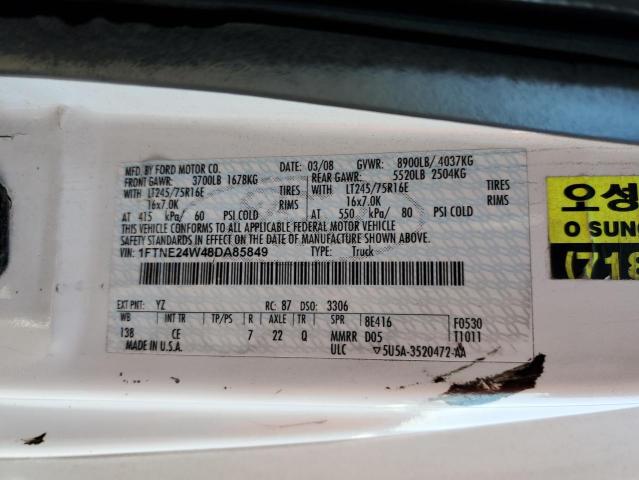 MFD. BY FORD MOTOR CO. DATE: 03/08 GVWR: 8900LB/ 4037KG
FRONT GAWR: 3700LB 1678KG REAR GAWR: 5520LB 2504KG
WITH LT245/75R16E TIRES WITH LT245/75R16E TIRES
16x7.0K RIMS 16x7.0K RIMS
AT 415 kPa/ 60 PSI COLD AT 550 kPa/ 80 PSI COLD
THIS VEHICLE CONFORMS TO ALL APPLICABLE FEDERAL MOTOR VEHICLE
SAFETY STANDARDS IN EFFECT ON THE DATE OF MANUFACTURE SHOWN ABOVE.
VIN: 1FTNE24W48DA85849 TYPE: Truck
EXT PNT: YZ RC: 87 DSO: 3306
WB INT TR TP/PS R AXLE TR SPR 8E416 F0530
138 CE 7 22 Q MMRR D05 T1011
MADE IN U.S.A. ULC ▽5U5A-3520472-AA
오성
O SUNG
(718